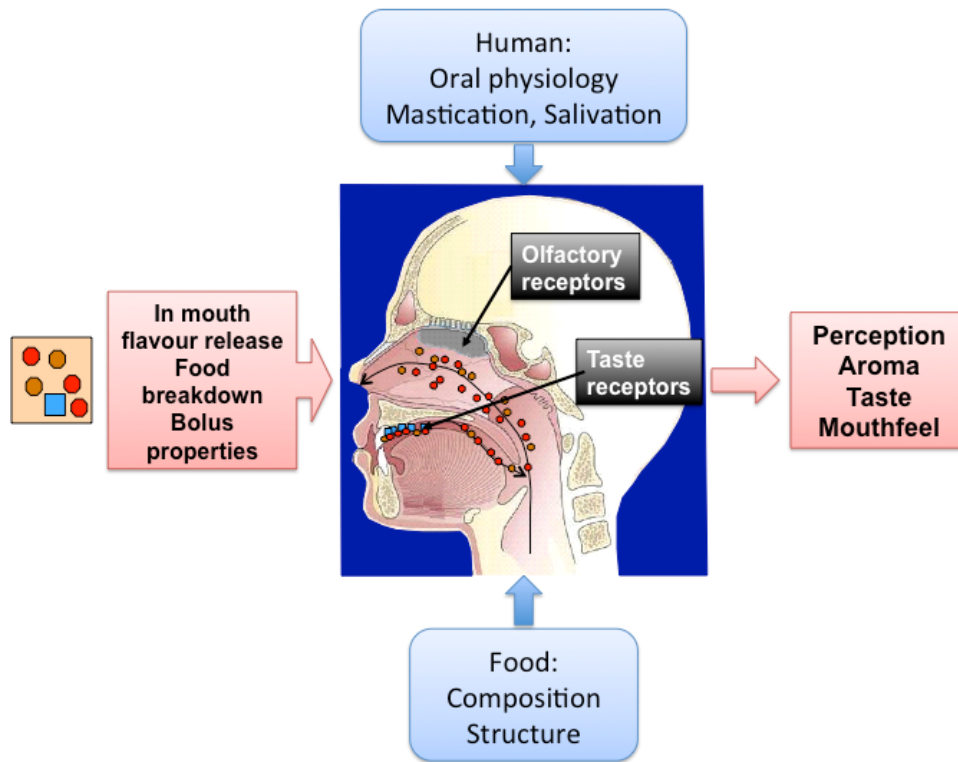 Human:
Oral physiology
Mastication, Salivation
Olfactory
receptors
In mouth
flavour release
Food
breakdown
Bolus
properties
Taste
receptors
Perception
Aroma
Taste
Mouthfeel
Food:
Composition
Structure